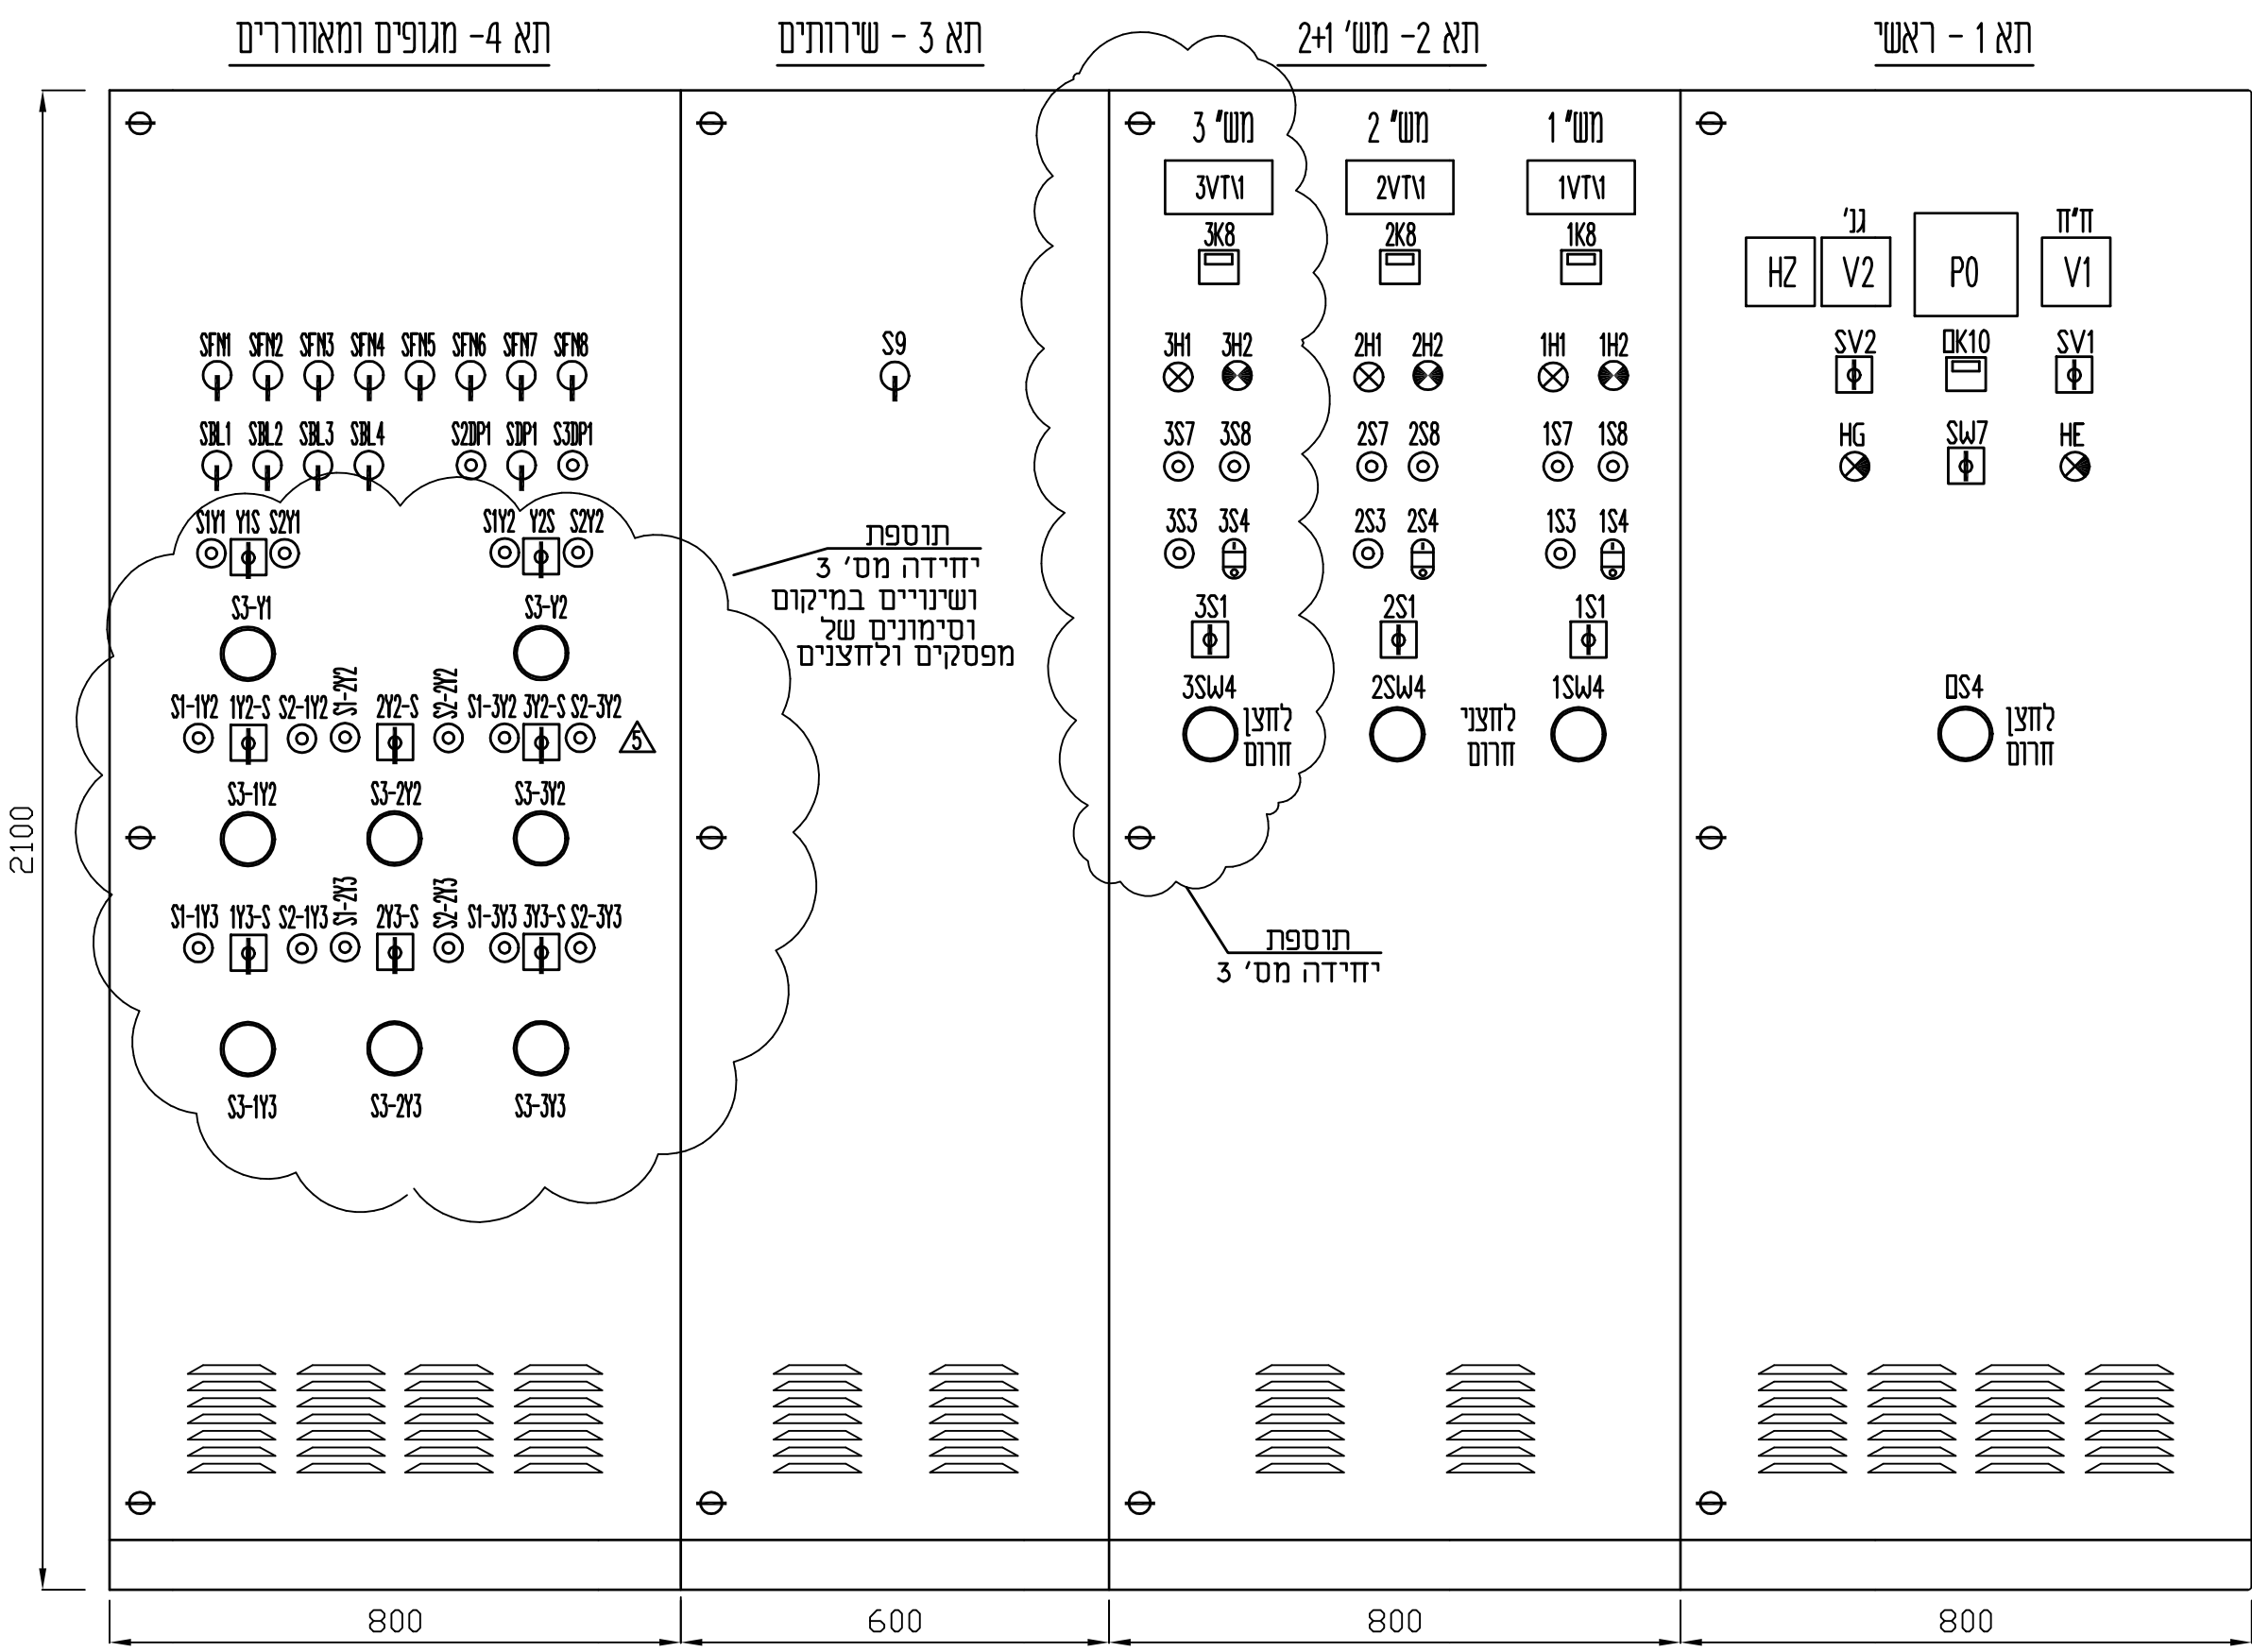 תא 1 - ראשי
תא 2- מש' 2+1
תא 3 - שירותים
תא 4- מגופים ומאווררים
ח"ח
גנ'
V1
P0
V2
HZ
SV1
0K10
SV2
HE
SW7
HG
0S4
לחצן
חרום
מש" 1
מש" 2
מש" 3
1VT\1
2VT\1
3VT\1
1K8
2K8
3K8
3H1 3H2 2H1 2H2 1H1 1H2
3S7 3S8 2S7 2S8 1S7 1S8
3S3 3S4 2S3 2S4 1S3 1S4
3S1 2S1 1S1
3SW4 2SW4 1SW4
לחצני
חרום
לחצן
חרום
תוספת
יחידה מס' 3
S9
תוספת
יחידה מס' 3
ושינויים במיקום
וסימונים של
מפסקים ולחצנים
SFN1 SFN2 SFN3 SFN4 SFN5 SFN6 SFN7 SFN8
SBL1 SBL2 SBL3 SBL4 S2DP1 SDP1 S3DP1
S1Y1 Y1S S2Y1 S1Y2 Y2S S2Y2
S3-Y1 S3-Y2
S1-1Y2 1Y2-S S2-1Y2 S1-2Y2 2Y2-S S2-2Y2 S1-3Y2 3Y2-S S2-3Y2
5
S3-1Y2 S3-2Y2 S3-3Y2
S1-1Y3 1Y3-S S2-1Y3 S1-2Y3 2Y3-S S2-2Y3 S1-3Y3 3Y3-S S2-3Y3
S3-1Y3 S3-2Y3 S3-3Y3
2100
800 600 800 800